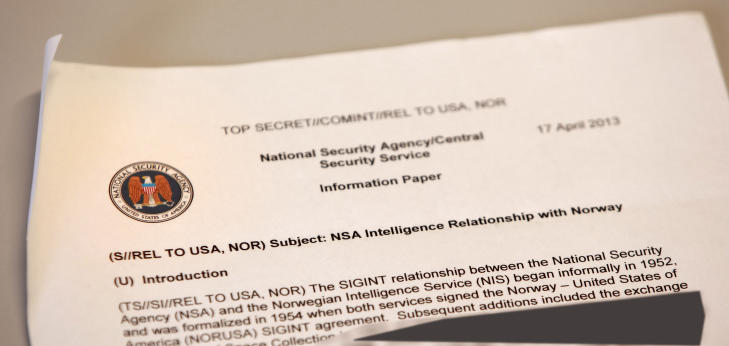 TOP SECRET//COMINT//REL TO USA, NOR
17 April 2013
National Security Agency/Central
Security Service
Information Paper
NATIONAL SECURITY AGENCY
UNITED STATES OF AMERICA
(S//REL TO USA, NOR) Subject: NSA Intelligence Relationship with Norway
(U) Introduction
(TS//SI//REL TO USA, NOR) The SIGINT relationship between the National Security
Agency (NSA) and the Norwegian Intelligence Service (NIS) began informally in 1952,
and was formalized in 1954 when both services signed the Norway – United States of
America (NORUSA) SIGINT agreement. Subsequent additions included the exchange
Space Collection